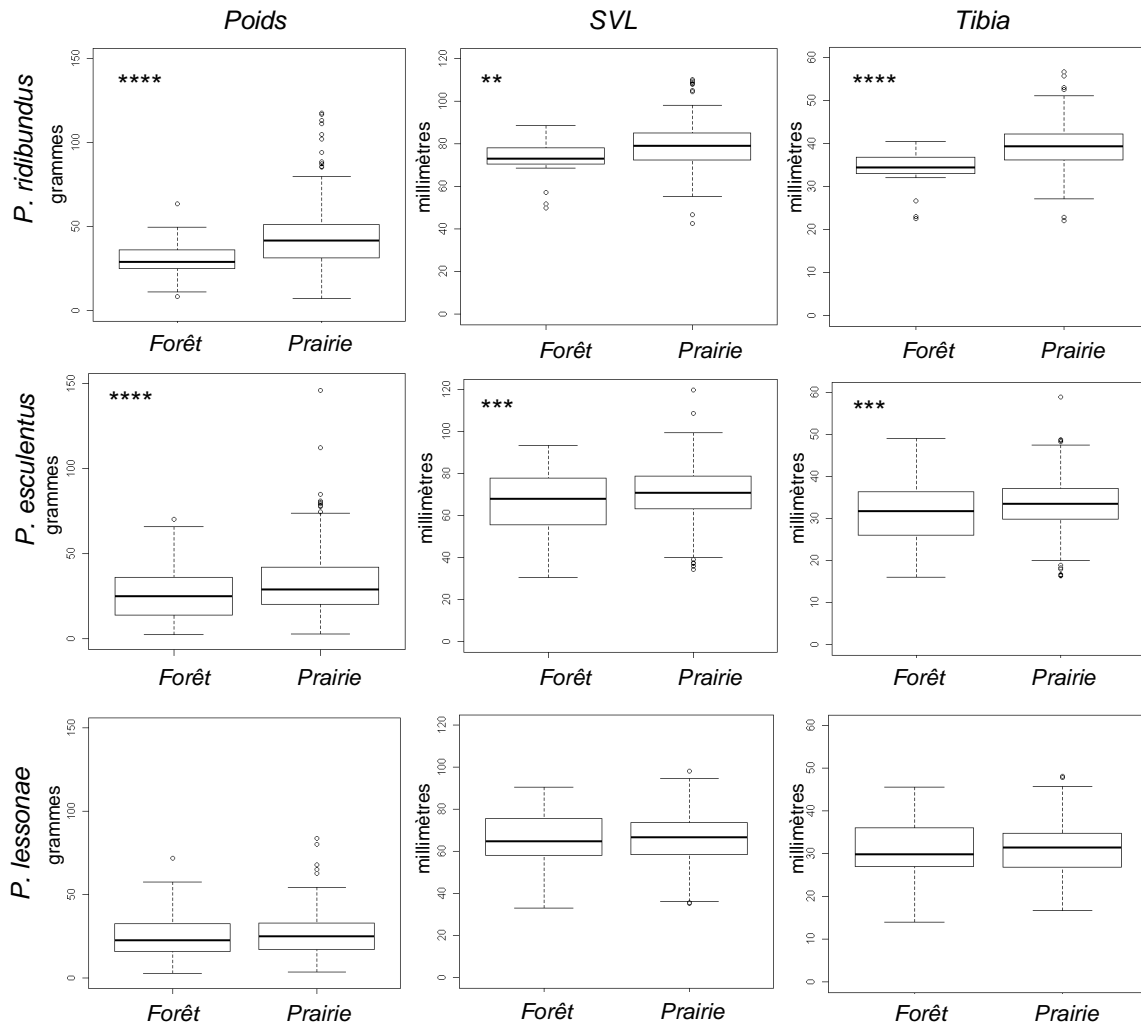 Poids SVL Tibia
P. ridibundus
grammes
0 50 100 150
****
Forêt Prairie
millimètres
0 20 40 60 80 100 120
**
Forêt Prairie
millimètres
0 10 20 30 40 50 60
****
Forêt Prairie
P. esculentus
grammes
0 50 100 150
****
Forêt Prairie
millimètres
0 20 40 60 80 100 120
***
Forêt Prairie
millimètres
0 10 20 30 40 50 60
***
Forêt Prairie
P. lessonae
grammes
0 50 100 150
Forêt Prairie
millimètres
0 20 40 60 80 100 120
Forêt Prairie
millimètres
0 10 20 30 40 50 60
Forêt Prairie